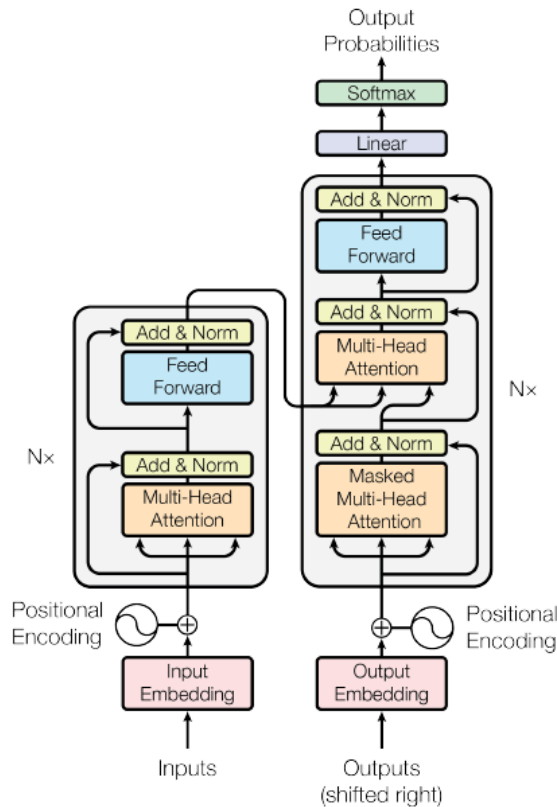 Output
Probabilities
Softmax
Linear
Add & Norm
Feed
Forward
Add & Norm
Multi-Head
Attention
Nx
Add & Norm
Masked
Multi-Head
Attention
Add & Norm
Feed
Forward
Nx
Add & Norm
Multi-Head
Attention
Positional
Encoding
Positional
Encoding
Input
Embedding
Output
Embedding
Inputs
Outputs
(shifted right)